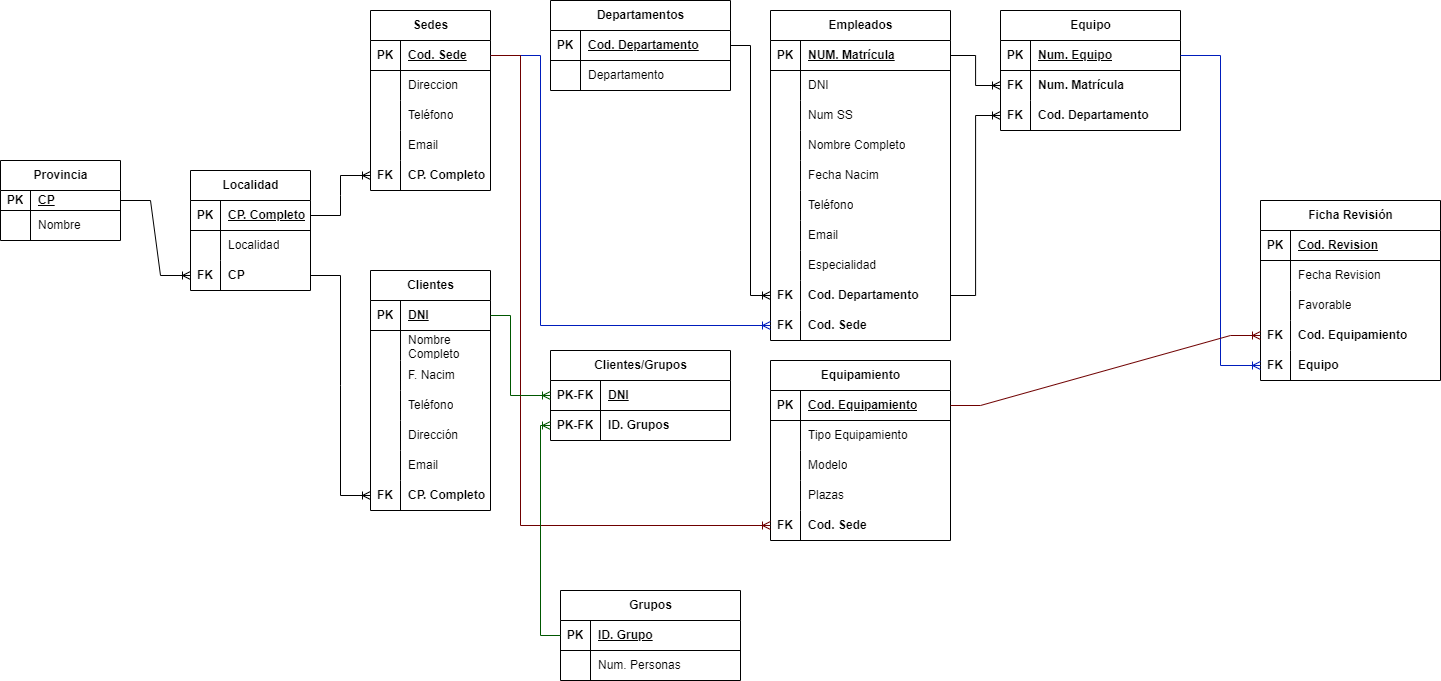 Provincia
PK CP
Nombre
Localidad
PK CP. Completo
Localidad
FK CP
Sedes
PK Cod. Sede
Direccion
Teléfono
Email
FK CP. Completo
Clientes
PK DNI
Nombre
Completo
F. Nacim
Teléfono
Dirección
Email
FK CP. Completo
Departamentos
PK Cod. Departamento
Departamento
Clientes/Grupos
PK-FK DNI
PK-FK ID. Grupos
Grupos
PK ID. Grupo
Num. Personas
Empleados
PK NUM. Matrícula
DNI
Num SS
Nombre Completo
Fecha Nacim
Teléfono
Email
Especialidad
FK Cod. Departamento
FK Cod. Sede
Equipamiento
PK Cod. Equipamiento
Tipo Equipamiento
Modelo
Plazas
FK Cod. Sede
Equipo
PK Num. Equipo
FK Num. Matrícula
FK Cod. Departamento
Ficha Revisión
PK Cod. Revision
Fecha Revision
Favorable
FK Cod. Equipamiento
FK Equipo